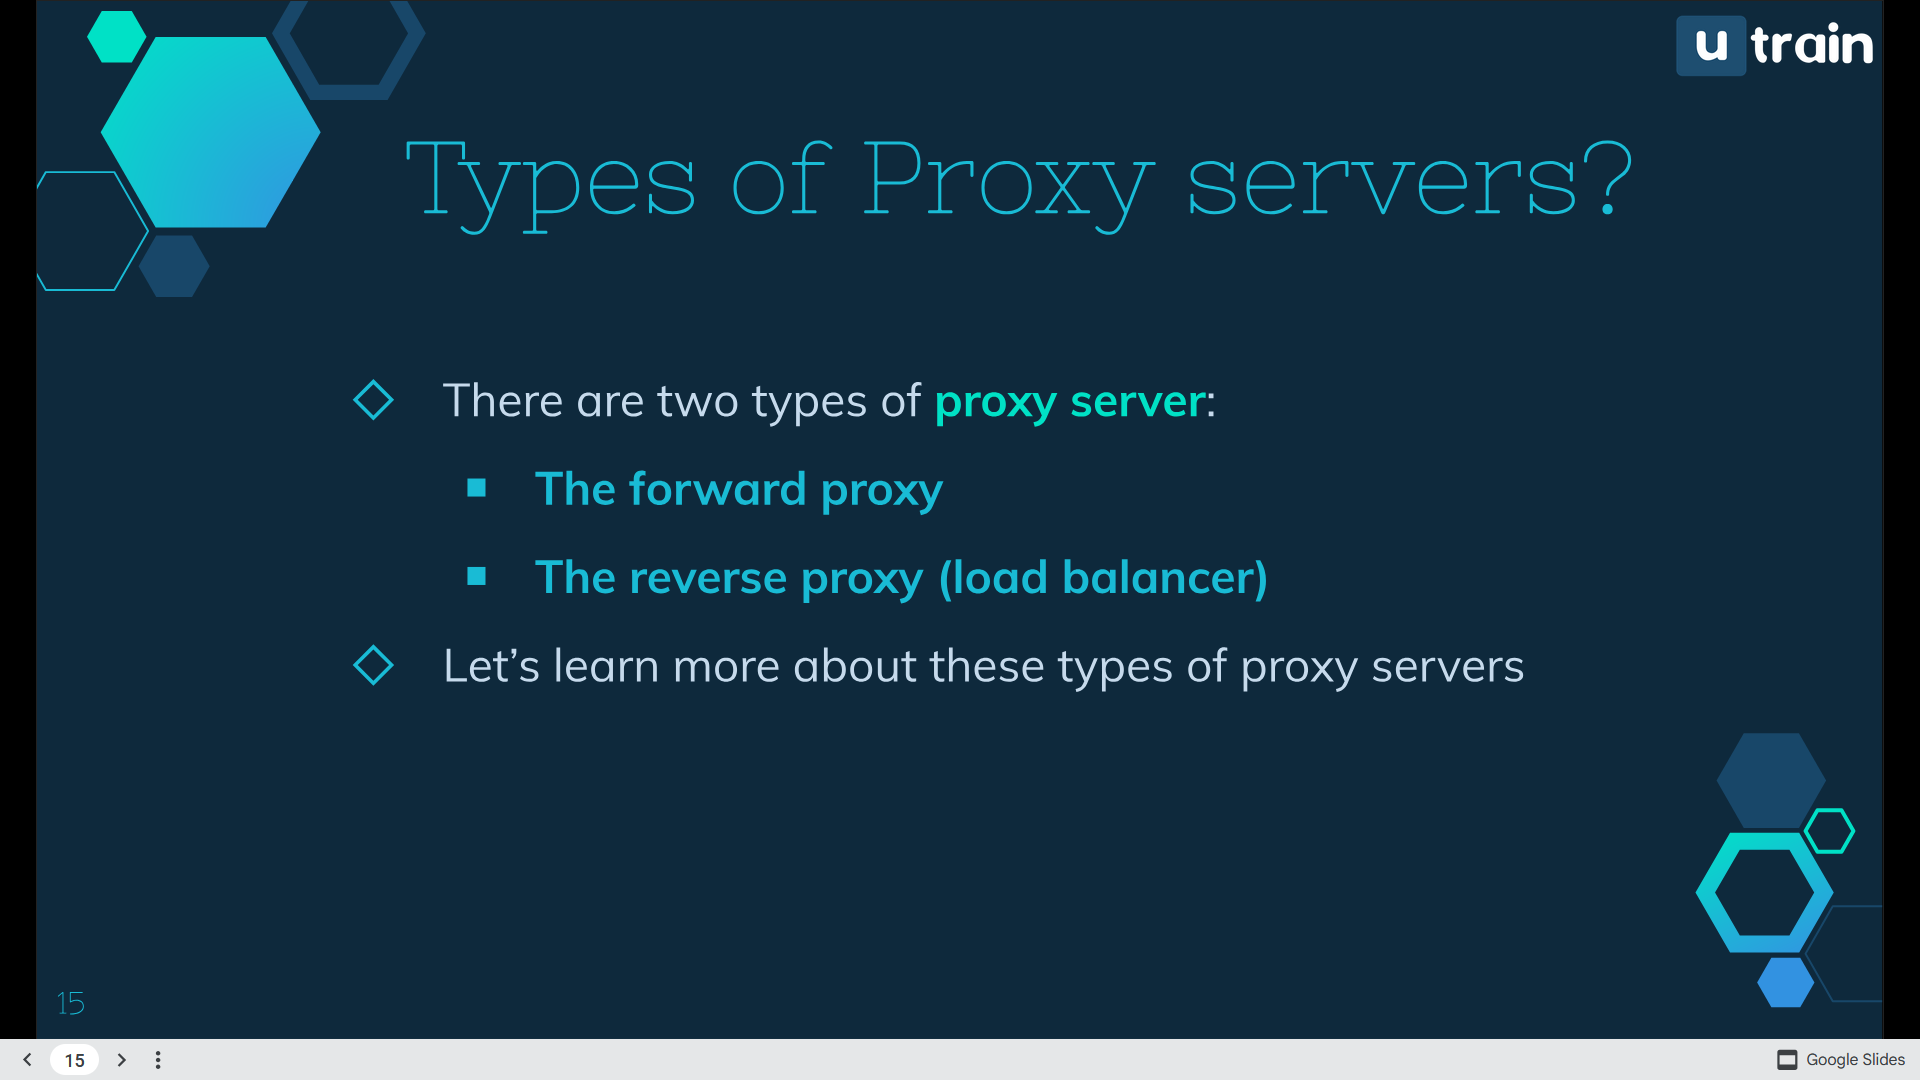 u train
Types of Proxy servers?
There are two types of proxy server:
The forward proxy
The reverse proxy (load balancer)
Let’s learn more about these types of proxy servers
15
15
Google Slides